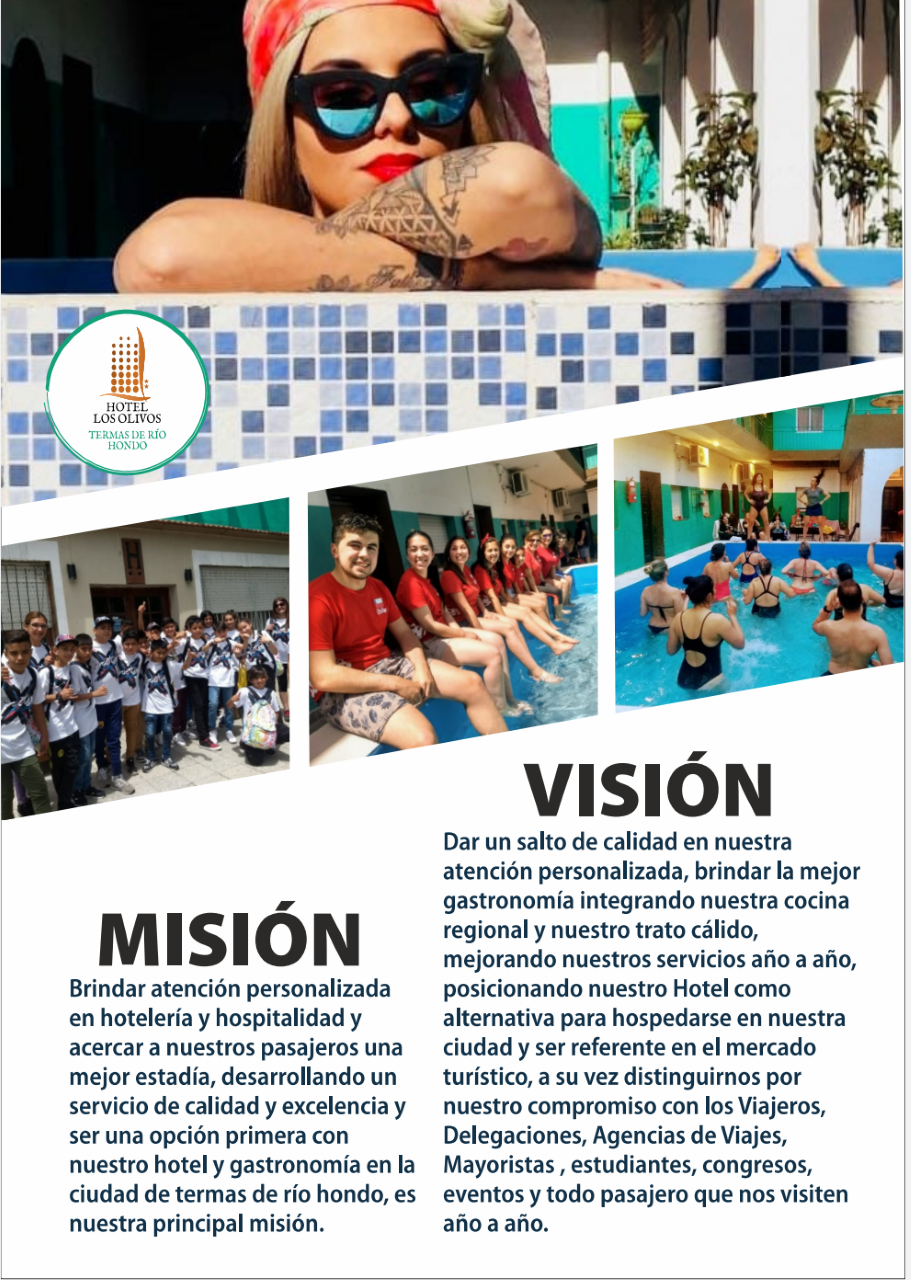 HOTEL
LOS OLIVOS
TERMAS DE RÍO
HONDO
VISIÓN
Dar un salto de calidad en nuestra
atención personalizada, brindar la mejor
gastronomía integrando nuestra cocina
regional y nuestro trato cálido,
mejorando nuestros servicios año a año,
posicionando nuestro Hotel como
alternativa para hospedarse en nuestra
ciudad y ser referente en el mercado
turístico, a su vez distinguirnos por
nuestro compromiso con los Viajeros,
Delegaciones, Agencias de Viajes,
Mayoristas , estudiantes, congresos,
eventos y todo pasajero que nos visiten
año a año.
MISIÓN
Brindar atención personalizada
en hotelería y hospitalidad y
acercar a nuestros pasajeros una
mejor estadía, desarrollando un
servicio de calidad y excelencia y
ser una opción primera con
nuestro hotel y gastronomía en la
ciudad de termas de río hondo, es
nuestra principal misión.